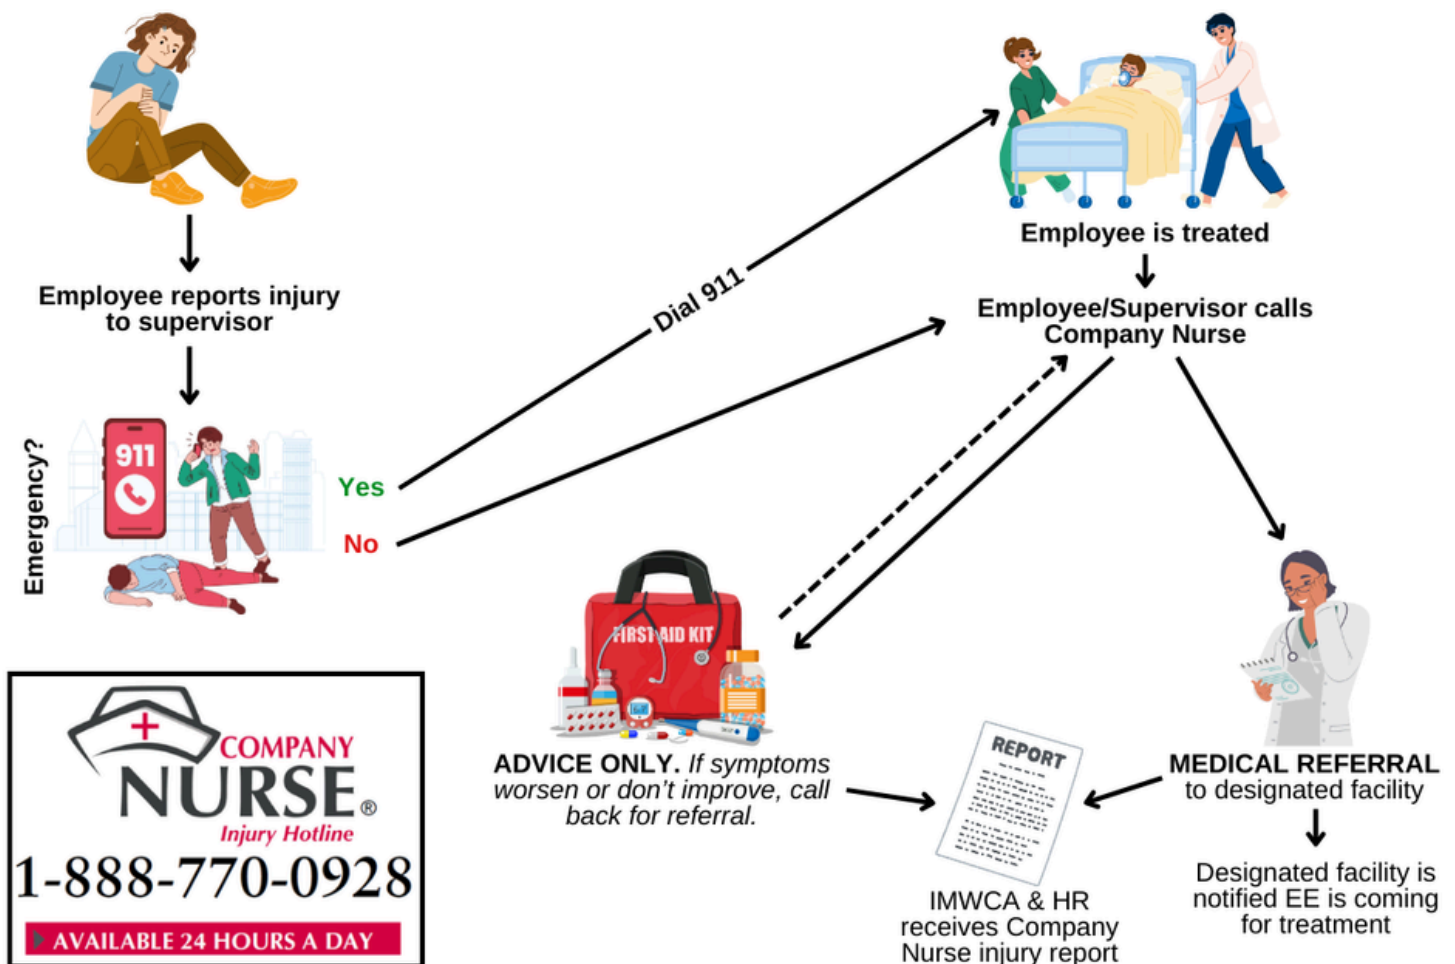 Employee reports injury
to supervisor
Emergency?
911
Yes
No
Dial 911
Employee is treated
Employee/Supervisor calls
Company Nurse
FIRST AID KIT
ADVICE ONLY. If symptoms
worsen or don't improve, call
back for referral.
REPORT
IMWCA & HR
receives Company
Nurse injury report
MEDICAL REFERRAL
to designated facility
Designated facility is
notified EE is coming
for treatment
COMPANY
NURSE®
Injury Hotline
1-888-770-0928
AVAILABLE 24 HOURS A DAY